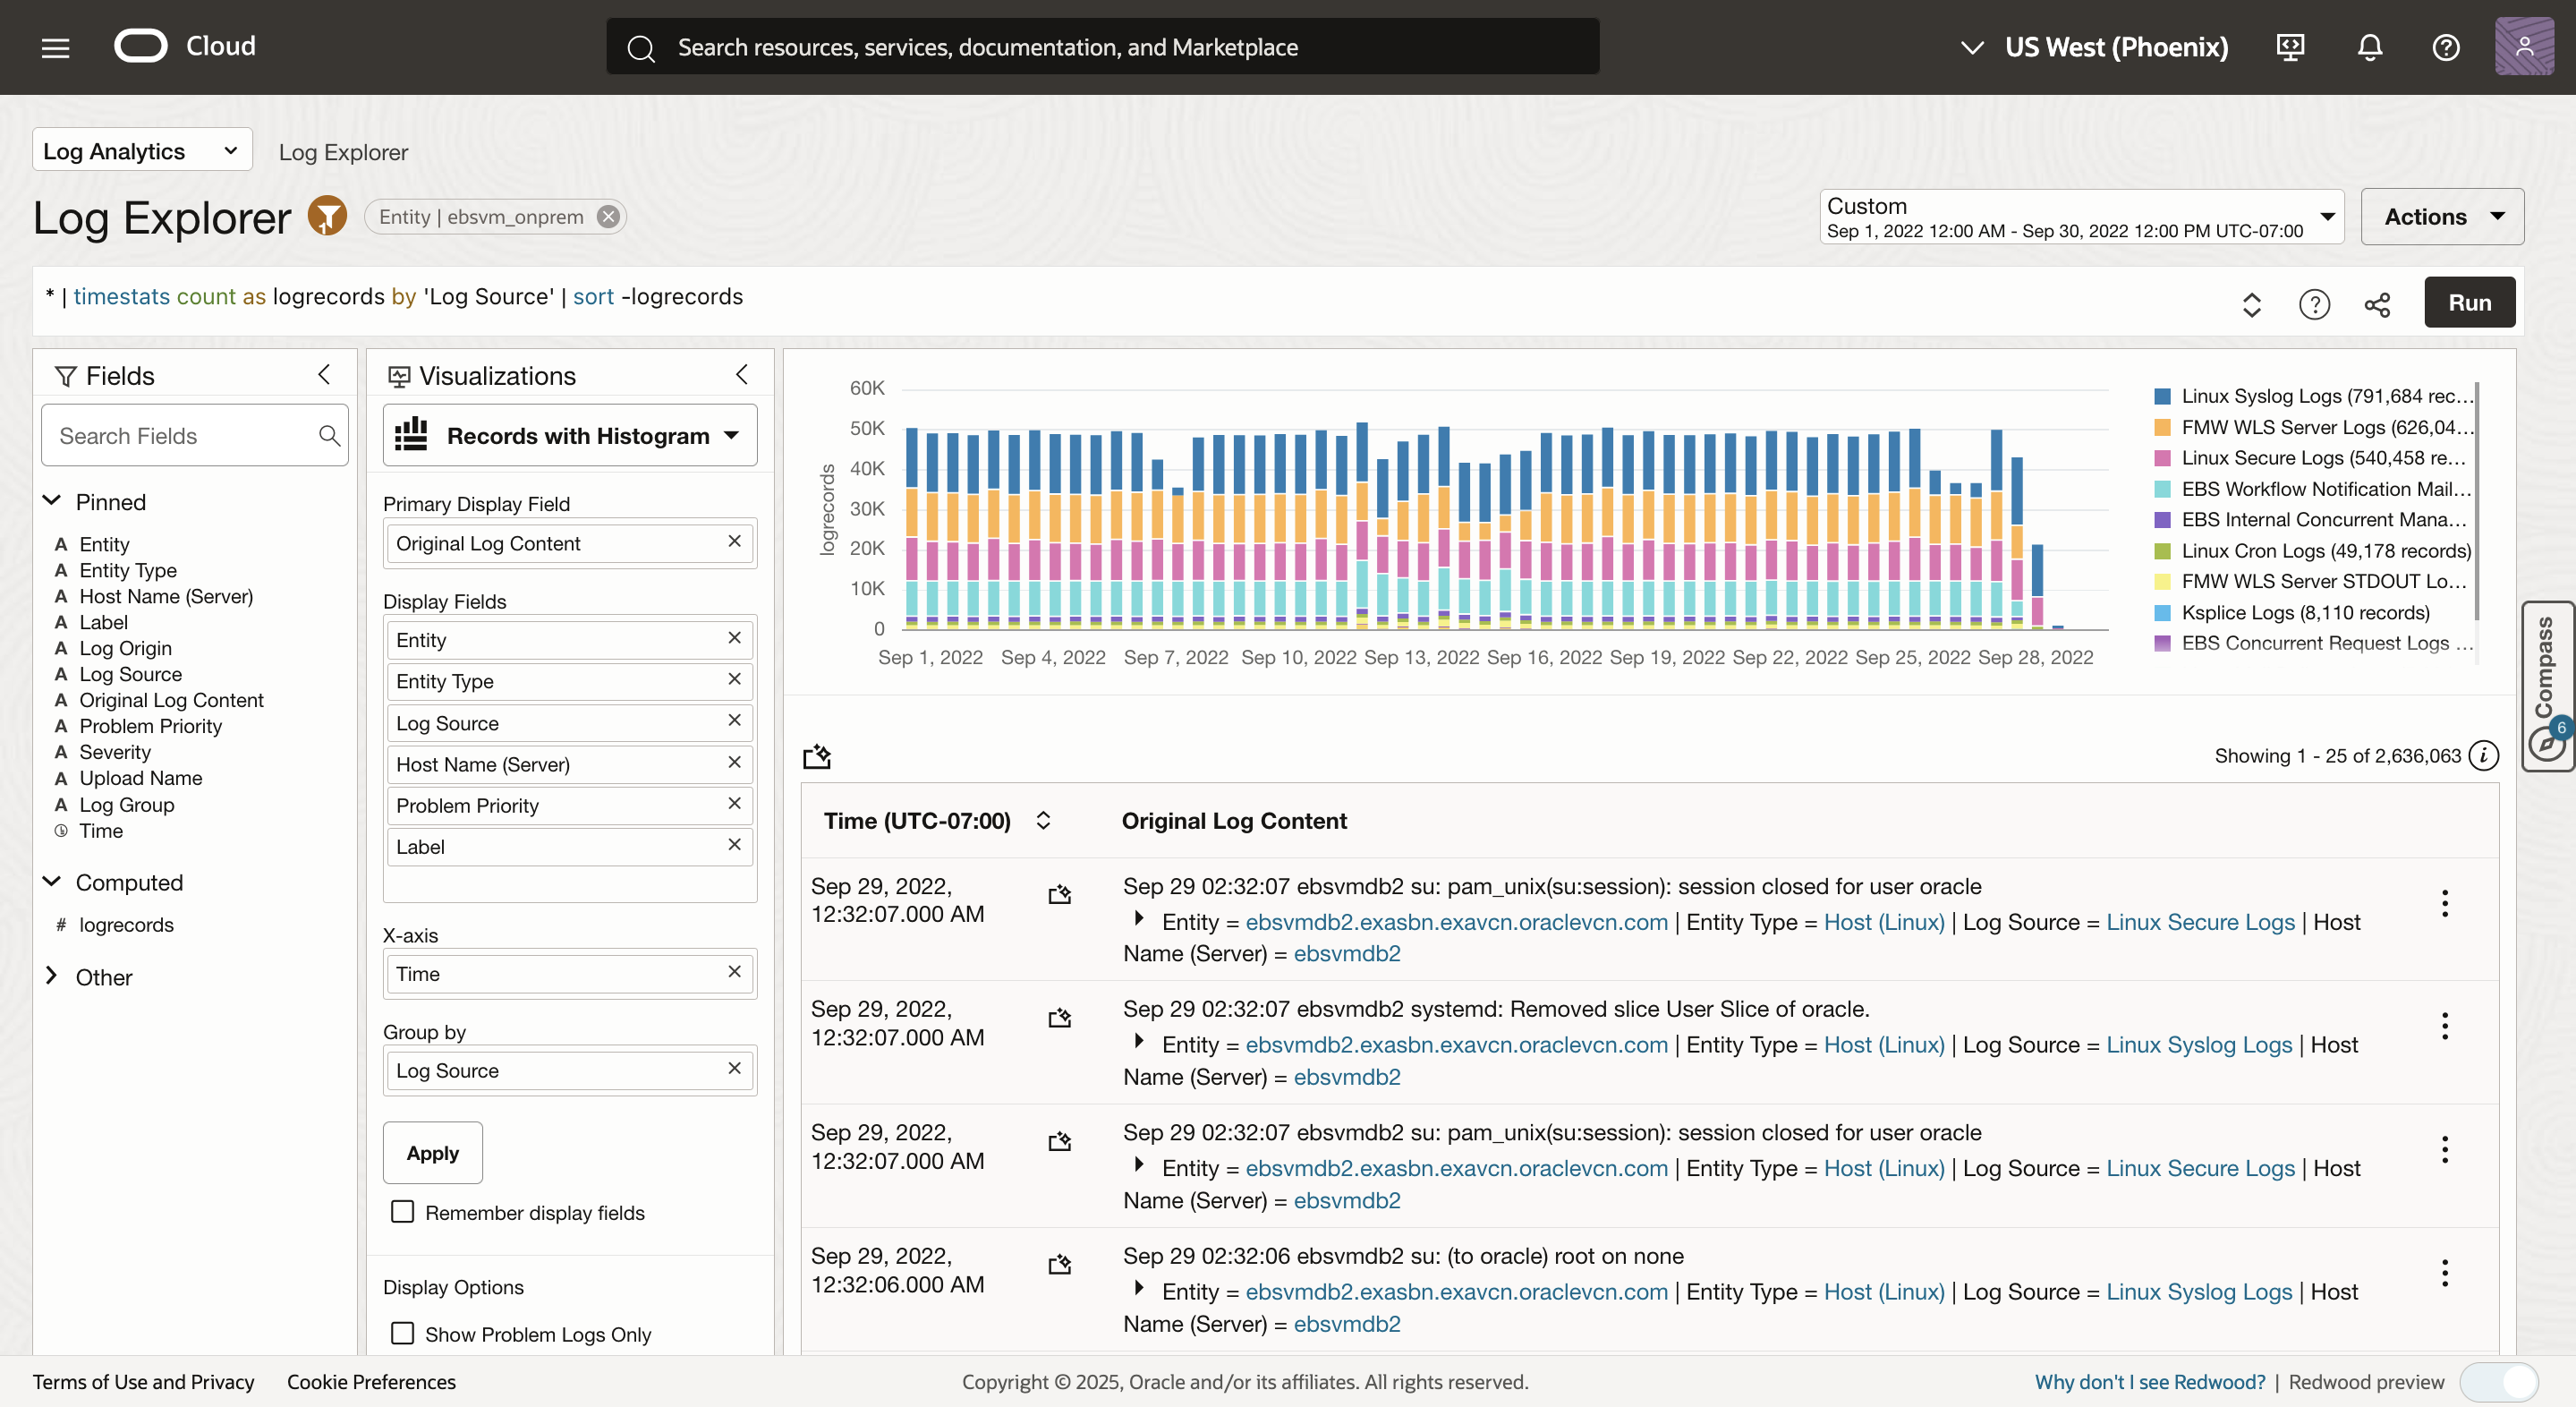 Cloud
Search resources, services, documentation, and Marketplace
US West (Phoenix)
Log Analytics
Log Explorer
Log Explorer
1
Entity | ebsvm_onprem
Custom
Sep 1, 2022 12:00 AM - Sep 30, 2022 12:00 PM UTC-07:00
Actions
* | timestats count as logrecords by 'Log Source' | sort -logrecords
Run
Fields
Search Fields
Pinned
A Entity
A Entity Type
A Host Name (Server)
A Label
A Log Origin
A Log Source
A Original Log Content
A Problem Priority
A Severity
A Upload Name
A Log Group
Time
Computed
# logrecords
Other
Visualizations
Records with Histogram
Primary Display Field
Original Log Content
Display Fields
Entity
Entity Type
Log Source
Host Name (Server)
Problem Priority
Label
X-axis
Time
Group by
Log Source
Apply
Remember display fields
Display Options
Show Problem Logs Only
logrecords
60K
50K
40K
30K
20K
10K
0
Sep 1, 2022 Sep 4, 2022 Sep 7, 2022 Sep 10, 2022 Sep 13, 2022 Sep 16, 2022 Sep 19, 2022 Sep 22, 2022 Sep 25, 2022 Sep 28, 2022
Linux Syslog Logs (791,684 rec...
FMW WLS Server Logs (626,04...
Linux Secure Logs (540,458 re...
EBS Workflow Notification Mail...
EBS Internal Concurrent Mana...
Linux Cron Logs (49,178 records)
FMW WLS Server STDOUT Lo...
Ksplice Logs (8,110 records)
EBS Concurrent Request Logs ...
Compass
6
Showing 1 - 25 of 2,636,063
Time (UTC-07:00)
Original Log Content
Sep 29, 2022,
12:32:07.000 AM
Sep 29 02:32:07 ebsvmdb2 su: pam_unix(su:session): session closed for user oracle
Entity = ebsvmdb2.exasbn.exavcn.oraclevcn.com | Entity Type = Host (Linux) | Log Source = Linux Secure Logs | Host
Name (Server) = ebsvmdb2
Sep 29, 2022,
12:32:07.000 AM
Sep 29 02:32:07 ebsvmdb2 systemd: Removed slice User Slice of oracle.
Entity = ebsvmdb2.exasbn.exavcn.oraclevcn.com | Entity Type = Host (Linux) | Log Source = Linux Syslog Logs | Host
Name (Server) = ebsvmdb2
Sep 29, 2022,
12:32:07.000 AM
Sep 29 02:32:07 ebsvmdb2 su: pam_unix(su:session): session closed for user oracle
Entity = ebsvmdb2.exasbn.exavcn.oraclevcn.com | Entity Type = Host (Linux) | Log Source = Linux Secure Logs | Host
Name (Server) = ebsvmdb2
Sep 29, 2022,
12:32:06.000 AM
Sep 29 02:32:06 ebsvmdb2 su: (to oracle) root on none
Entity = ebsvmdb2.exasbn.exavcn.oraclevcn.com | Entity Type = Host (Linux) | Log Source = Linux Syslog Logs | Host
Name (Server) = ebsvmdb2
Terms of Use and Privacy
Cookie Preferences
Copyright © 2025, Oracle and/or its affiliates. All rights reserved.
Why don't I see Redwood? | Redwood preview